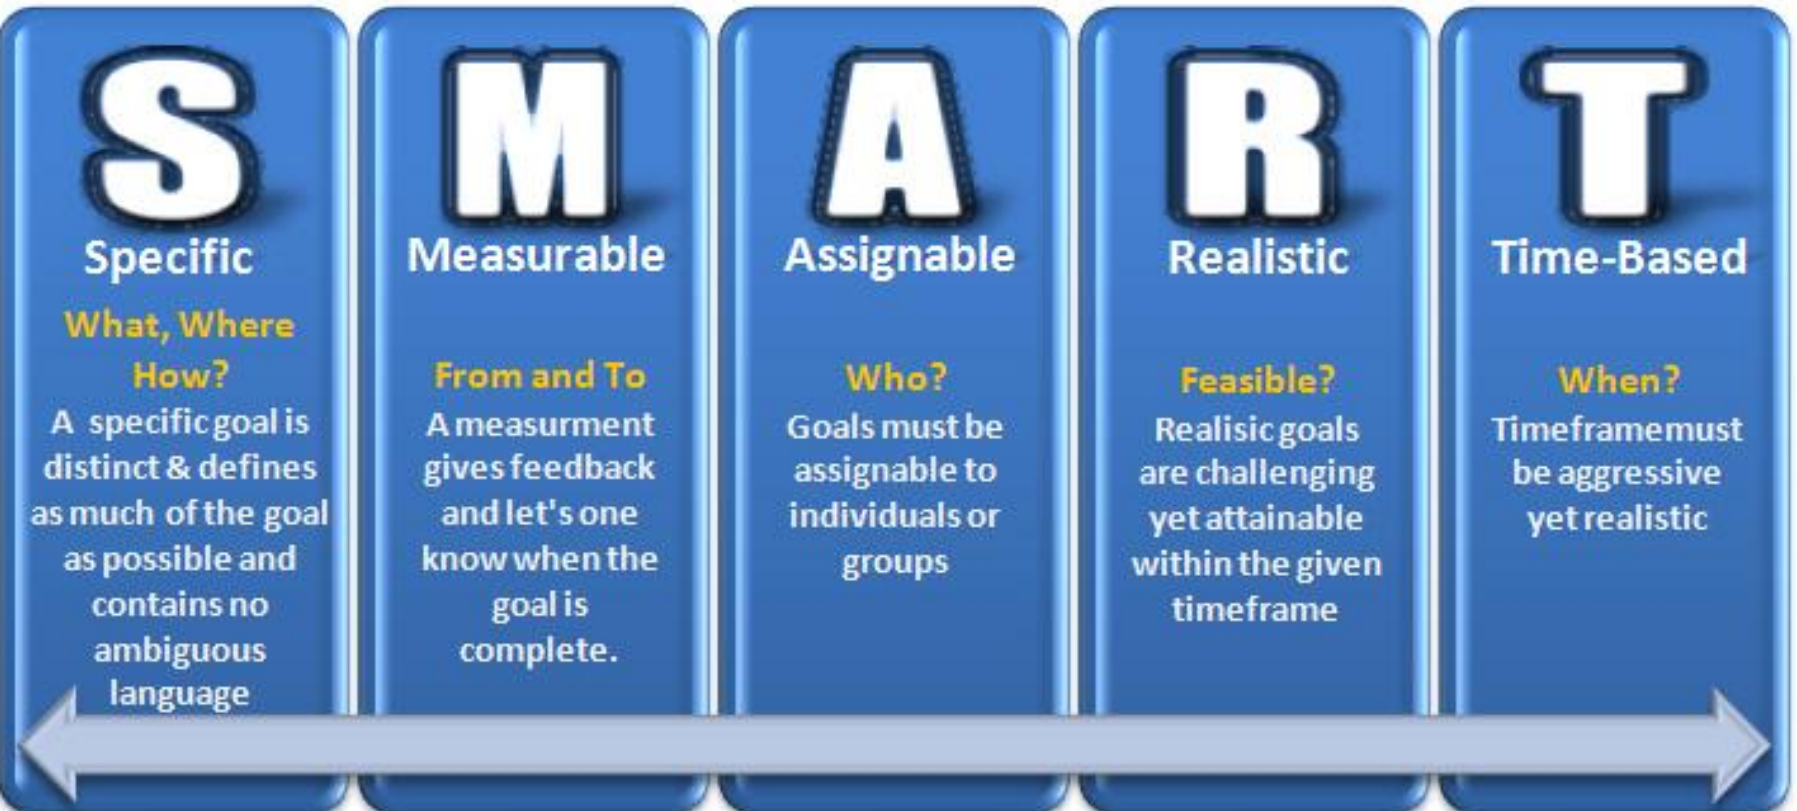 S
Specific
What, Where
How?
A specific goal is
distinct & defines
as much of the goal
as possible and
contains no
ambiguous
language
M
Measurable
From and To
A measurment
gives feedback
and let's one
know when the
goal is
complete.
A
Assignable
Who?
Goals must be
assignable to
individuals or
groups
R
Realistic
Feasible?
Realisic goals
are challenging
yet attainable
within the given
timeframe
T
Time-Based
When?
Timeframemust
be aggressive
yet realistic